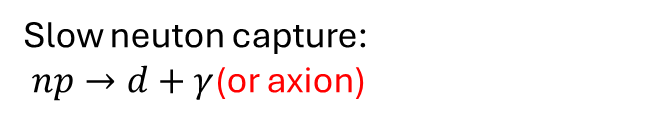 Slow neuton capture:
np → d + γ(or axion)